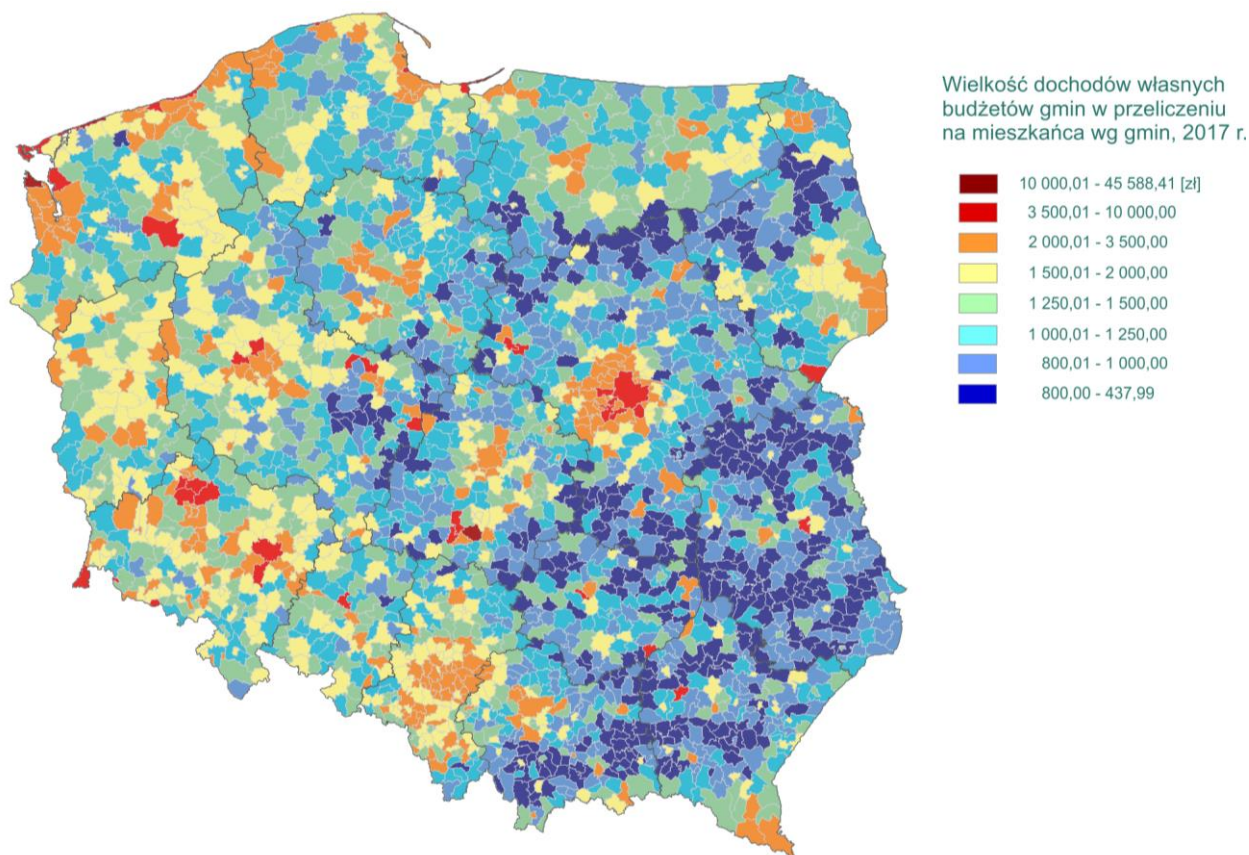 Wielkość dochodów własnych
budżetów gmin w przeliczeniu
na mieszkańca wg gmin, 2017 r.
10 000,01 - 45 588,41 [zł]
3 500,01 - 10 000,00
2 000,01 - 3 500,00
1 500,01 - 2 000,00
1 250,01 - 1 500,00
1 000,01 - 1 250,00
800,01 - 1 000,00
800,00 - 437,99